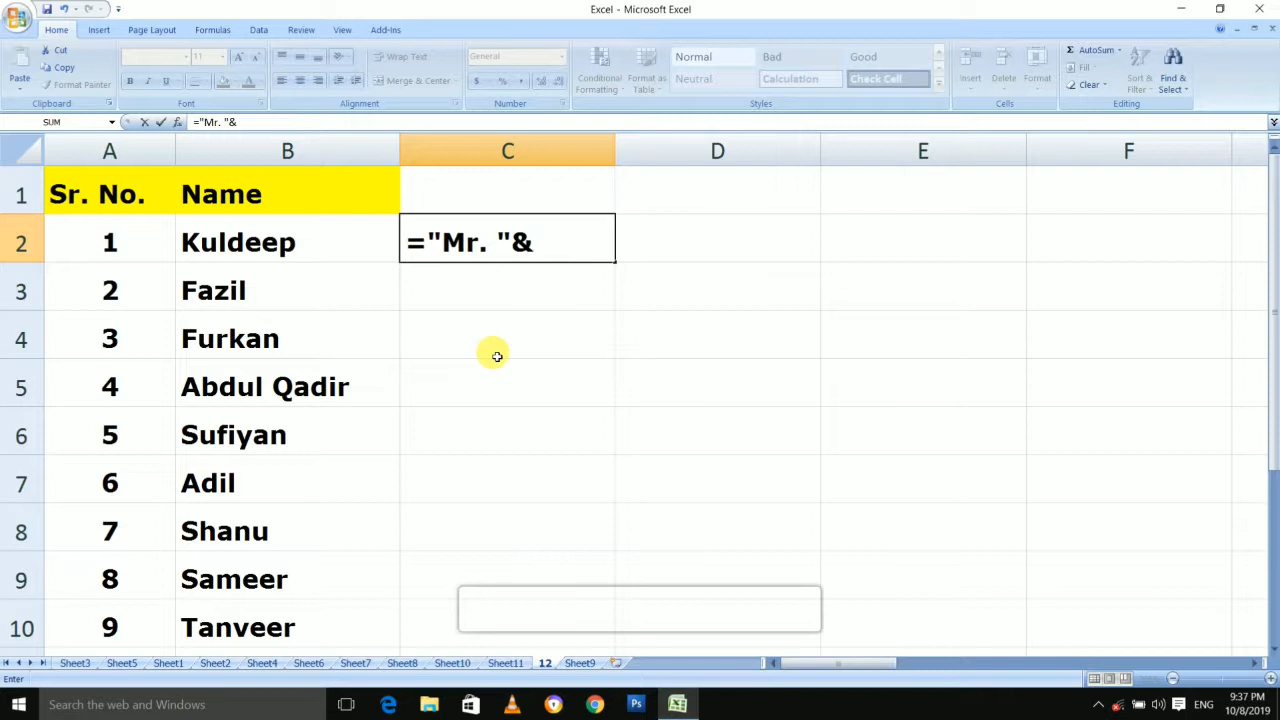 Excel - Microsoft Excel
Home Insert Page Layout Formulas Data Review View Add-Ins
Paste
Cut
Copy
Format Painter
Clipboard
11
B I U
Font
Wrap Text
Merge & Center
Alignment
General
Number
Conditional Formatting
Format as Table
Normal Bad Good
Neutral Calculation Check Cell
Styles
Insert Delete Format
Cells
AutoSum
Fill
Clear
Sort & Filter
Find & Select
Editing
SUM ="Mr. "&
A B C D E F
1 Sr. No. Name
2 1 Kuldeep ="Mr. "&
3 2 Fazil
4 3 Furkan
5 4 Abdul Qadir
6 5 Sufiyan
7 6 Adil
8 7 Shanu
9 8 Sameer
10 9 Tanveer
Sheet3 Sheet5 Sheet1 Sheet2 Sheet4 Sheet6 Sheet7 Sheet8 Sheet10 Sheet11 12 Sheet9
Enter
Search the web and Windows
Ps
ENG
9:37 PM
10/8/2019